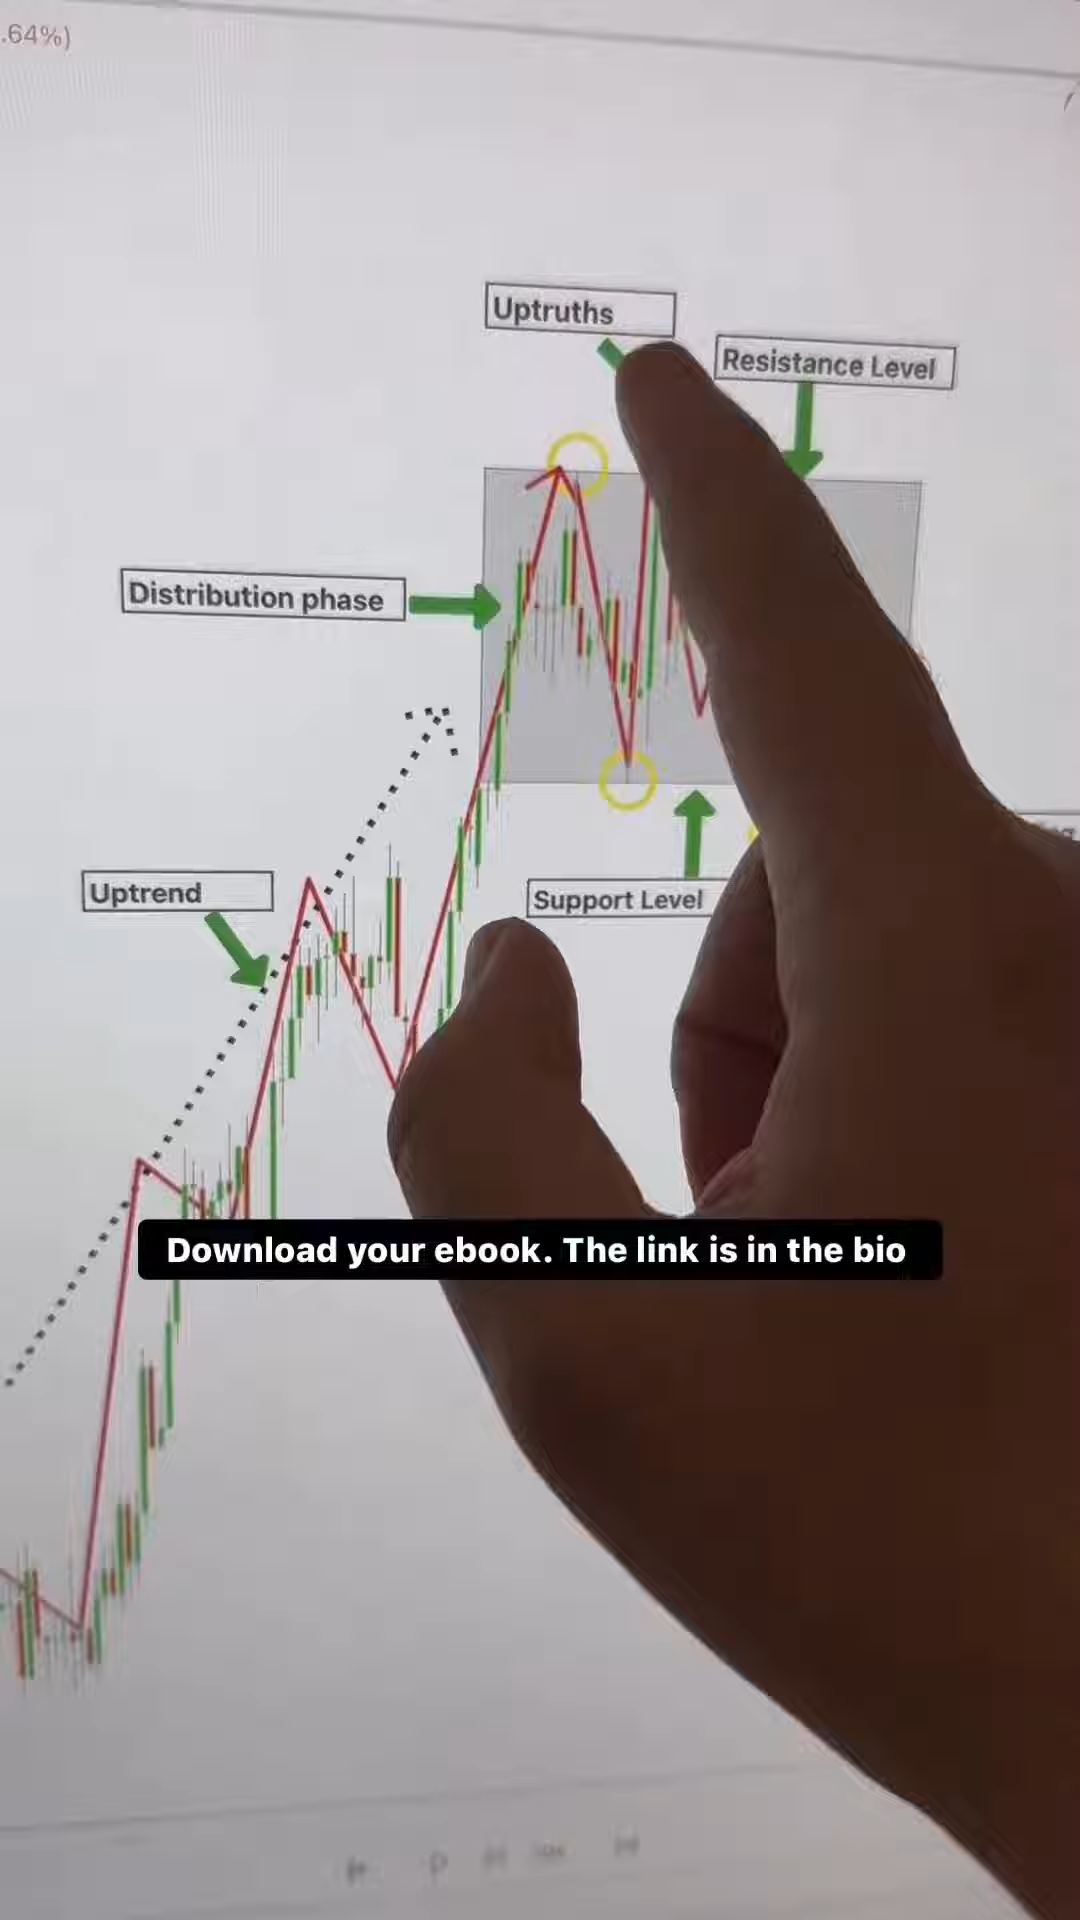 .64%)
Uptruths
Resistance Level
Distribution phase
Uptrend
Support Level
Download your ebook. The link is in the bio